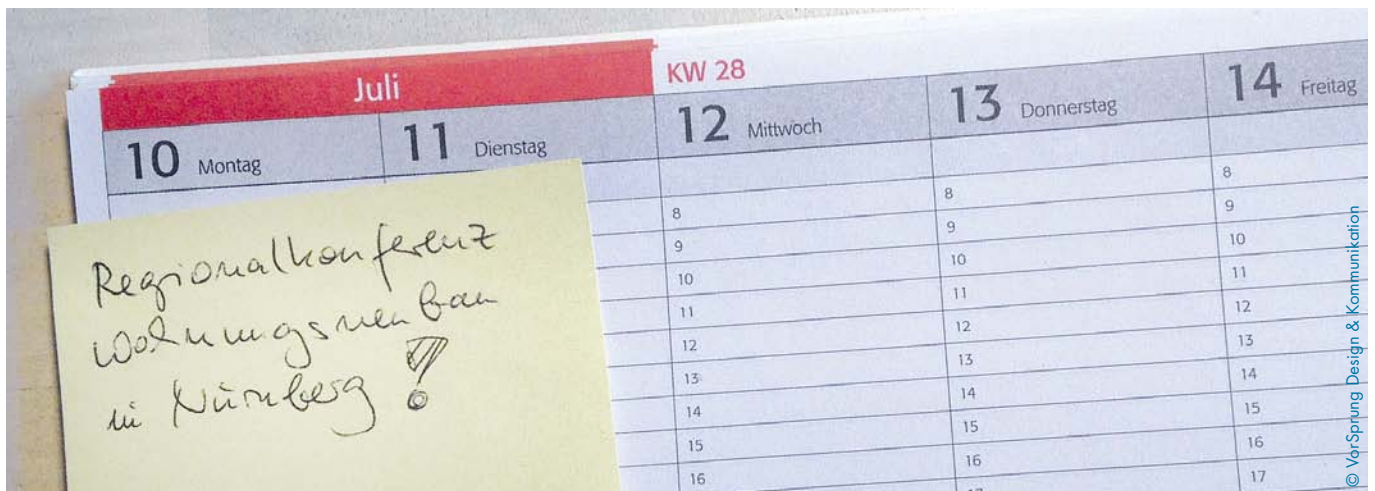 Juli
KW 28
10 Montag
11 Dienstag
12 Mittwoch
13 Donnerstag
14 Freitag
Regionalkonferenz
Wohnungsneubau
in Nürnberg!
8
9
10
11
12
13
14
15
16
8
9
10
11
12
13
14
15
16
8
9
10
11
12
13
14
15
16
17
© VorSprung Design & Kommunikation